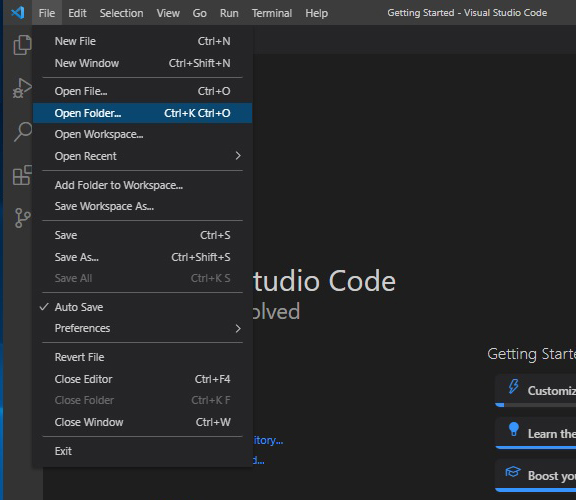 File Edit Selection View Go Run Terminal Help Getting Started - Visual Studio Code
New File Ctrl+N
New Window Ctrl+Shift+N
Open File... Ctrl+O
Open Folder... Ctrl+K Ctrl+O
Open Workspace...
Open Recent
Add Folder to Workspace...
Save Workspace As...
Save Ctrl+S
Save As... Ctrl+Shift+S
Save All Ctrl+K S
Auto Save
Preferences
Revert File
Close Editor Ctrl+F4
Close Folder Ctrl+K F
Close Window Ctrl+W
Exit
tudio Code
olved
Getting Starte
Customiz
Learn the
Boost you
itory...
d...